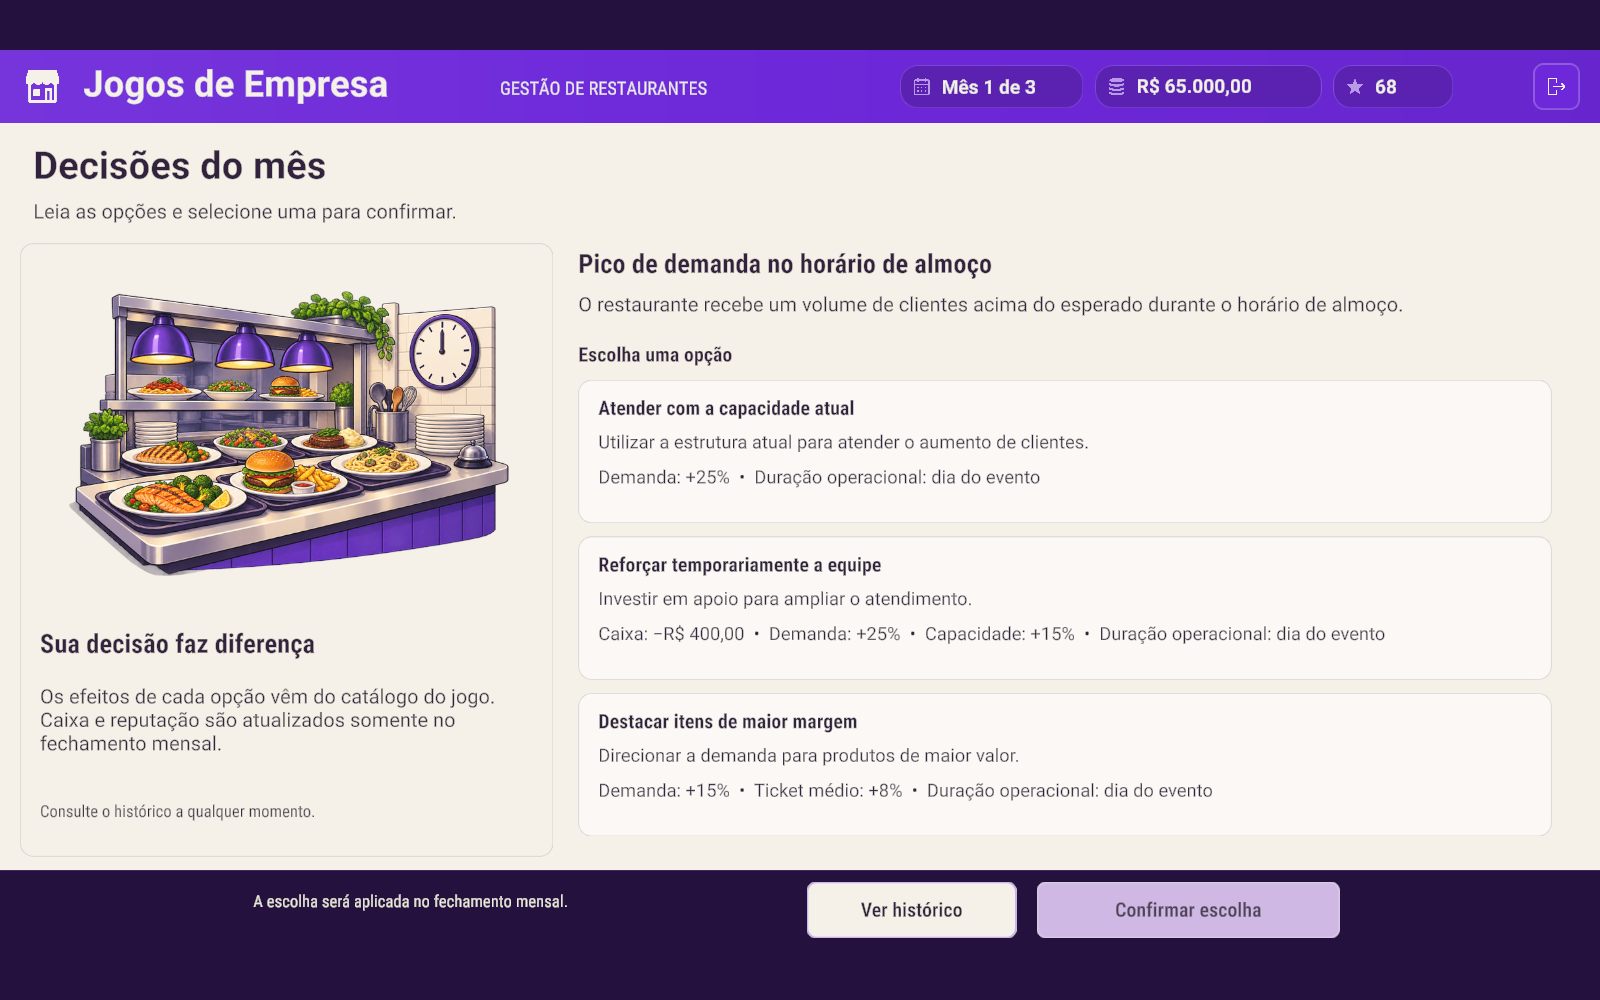 Jogos de Empresa
GESTÃO DE RESTAURANTES
Mês 1 de 3
R$ 65.000,00
68
Decisões do mês
Leia as opções e selecione uma para confirmar.
Sua decisão faz diferença
Os efeitos de cada opção vêm do catálogo do jogo.
Caixa e reputação são atualizados somente no
fechamento mensal.
Consulte o histórico a qualquer momento.
Pico de demanda no horário de almoço
O restaurante recebe um volume de clientes acima do esperado durante o horário de almoço.
Escolha uma opção
Atender com a capacidade atual
Utilizar a estrutura atual para atender o aumento de clientes.
Demanda: +25% • Duração operacional: dia do evento
Reforçar temporariamente a equipe
Investir em apoio para ampliar o atendimento.
Caixa: −R$ 400,00 • Demanda: +25% • Capacidade: +15% • Duração operacional: dia do evento
Destacar itens de maior margem
Direcionar a demanda para produtos de maior valor.
Demanda: +15% • Ticket médio: +8% • Duração operacional: dia do evento
A escolha será aplicada no fechamento mensal.
Ver histórico
Confirmar escolha